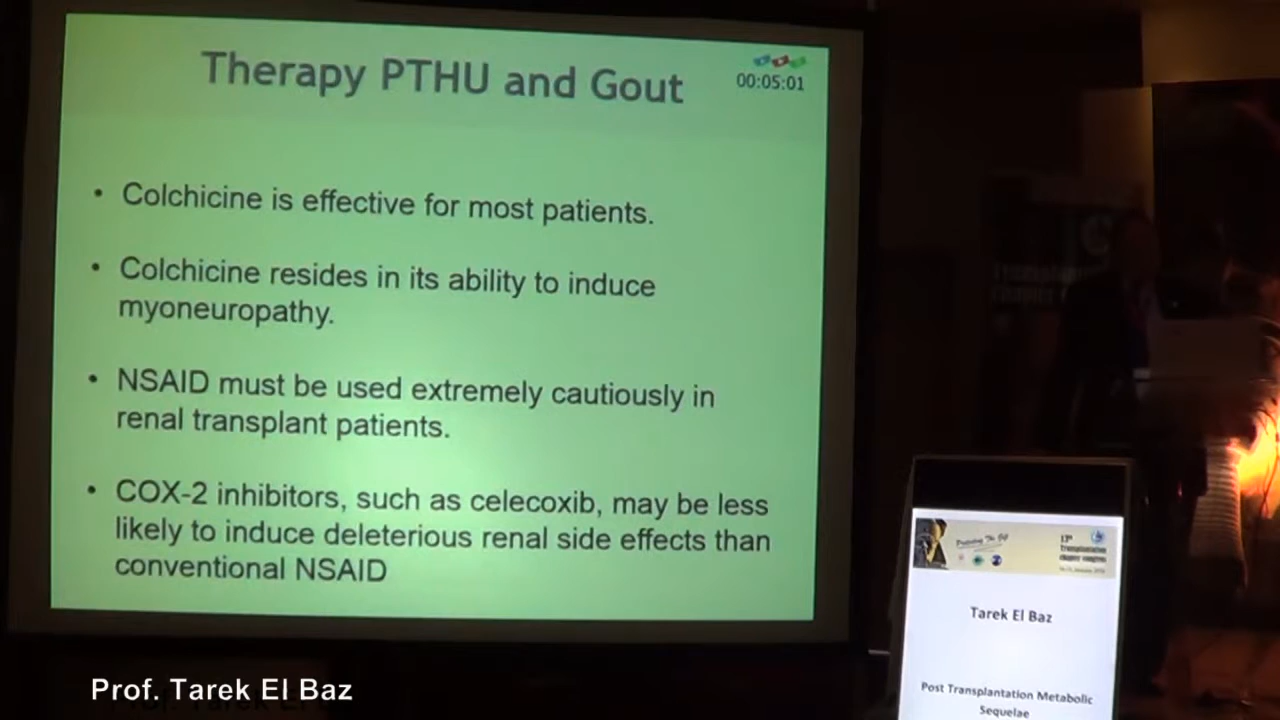 Therapy PTHU and Gout
00:05:01
• Colchicine is effective for most patients.
• Colchicine resides in its ability to induce
myoneuropathy.
• NSAID must be used extremely cautiously in
renal transplant patients.
• COX-2 inhibitors, such as celecoxib, may be less
likely to induce deleterious renal side effects than
conventional NSAID
13th
Transplantation
Tarek El Baz
Post Transplantation Metabolic
Sequelae
Prof. Tarek El Baz